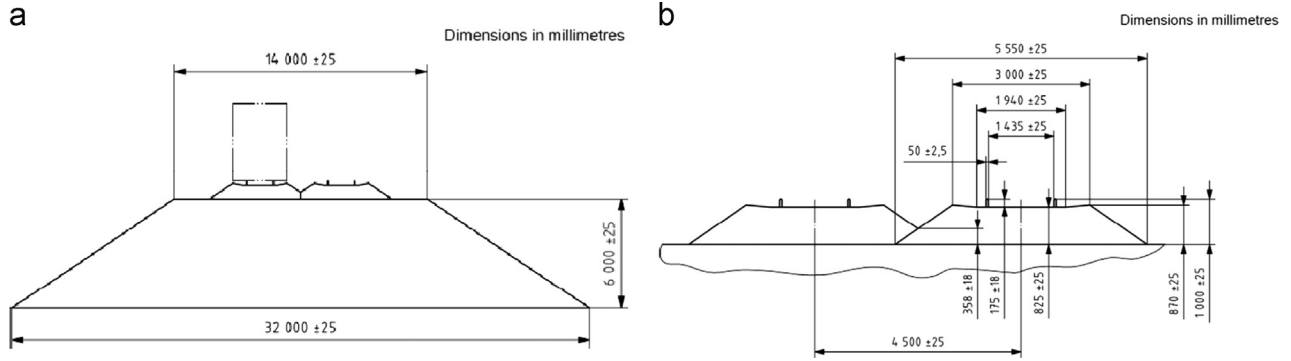 a
Dimensions in millimetres
14 000 ±25
6 000 ±25
32 000 ±25
b
Dimensions in millimetres
5 550 ±25
3 000 ±25
1 940 ±25
1 435 ±25
50 ±2,5
358 ±18
175 ±18
825 ±25
870 ±25
1 000 ±25
4 500 ±25